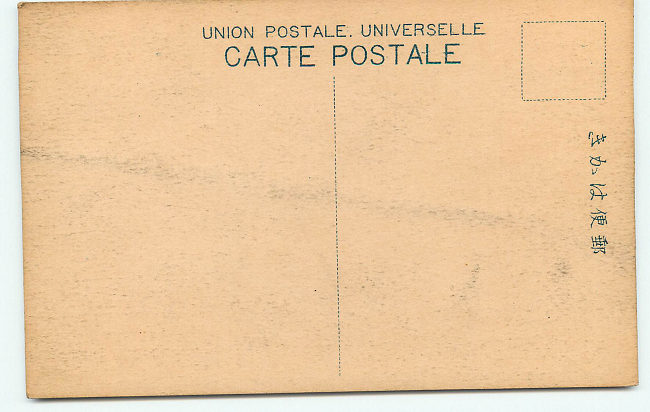 UNION POSTALE. UNIVERSELLE
CARTE POSTALE
郵便はかき